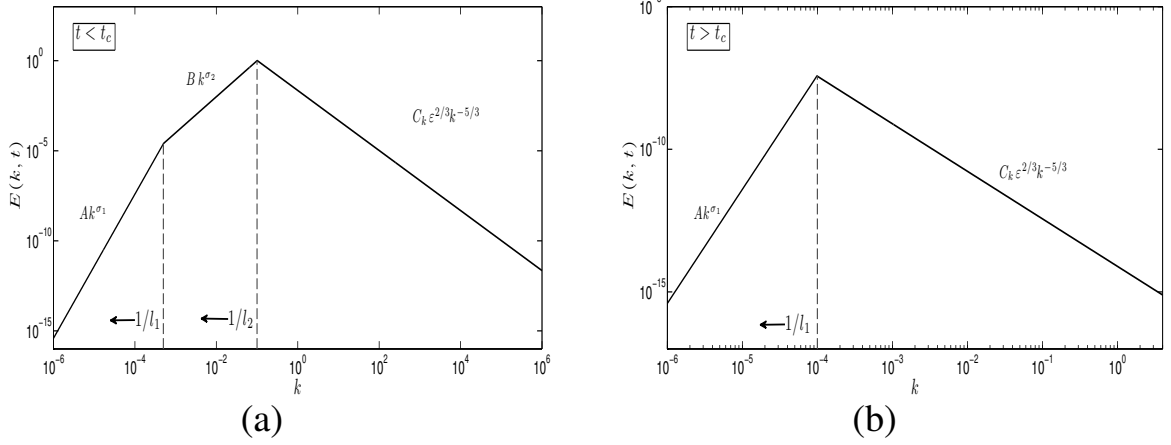 t < t_c
10^0
10^{-5}
10^{-10}
10^{-15}
E(k, t)
Ak^{σ_1}
Bk^{σ_2}
C_k ε^{2/3} k^{-5/3}
1/l_1
1/l_2
10^{-6} 10^{-4} 10^{-2} 10^0 10^2 10^4 10^6
k
(a)
t > t_c
10^{-10}
10^{-15}
E(k, t)
Ak^{σ_1}
C_k ε^{2/3} k^{-5/3}
1/l_1
10^{-6} 10^{-5} 10^{-4} 10^{-3} 10^{-2} 10^{-1} 10^0
k
(b)